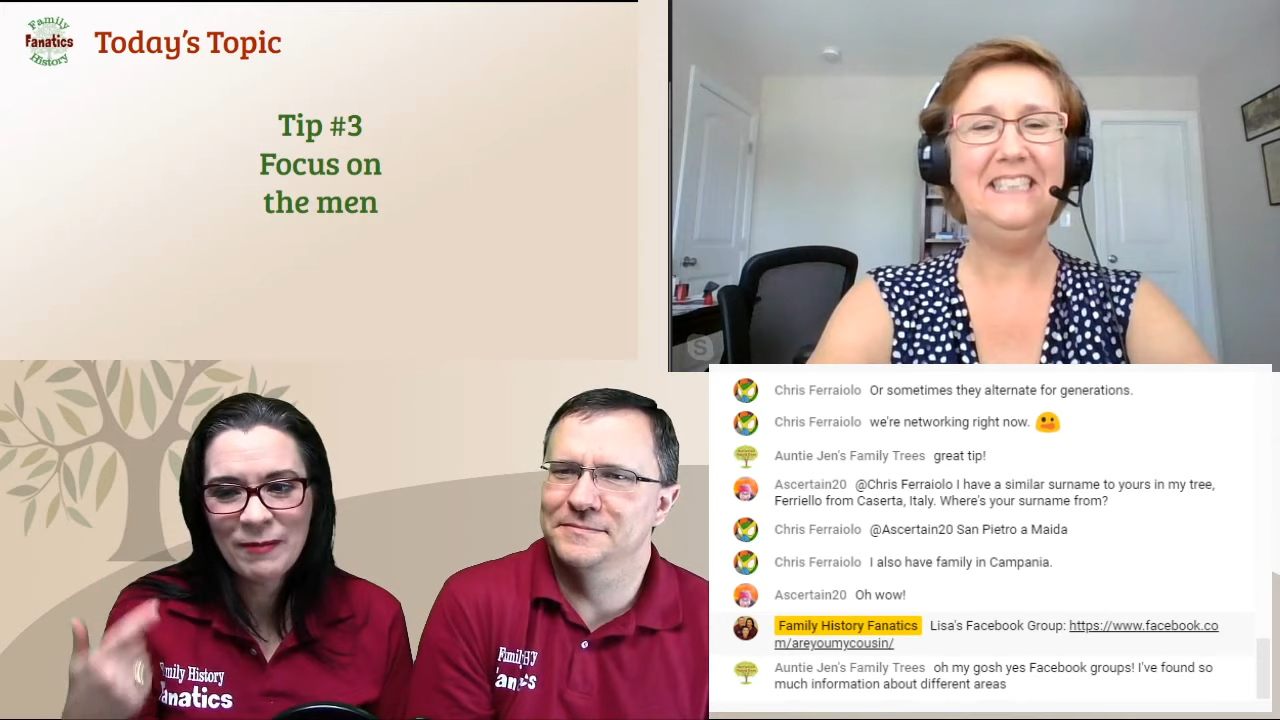 Family
Fanatics
History
Today's Topic
Tip #3
Focus on
the men
S
Chris Ferraiolo Or sometimes they alternate for generations.
Chris Ferraiolo we're networking right now.
Auntie Jen's Family Trees great tip!
Ascertain20 @Chris Ferraiolo I have a similar surname to yours in my tree,
Ferriello from Caserta, Italy. Where's your surname from?
Chris Ferraiolo @Ascertain20 San Pietro a Maida
Chris Ferraiolo I also have family in Campania.
Ascertain20 Oh wow!
Family History Fanatics Lisa's Facebook Group: https://www.facebook.co
m/areyoumycousin/
Auntie Jen's Family Trees oh my gosh yes Facebook groups! I've found so
much information about different areas
Family History
Fanatics